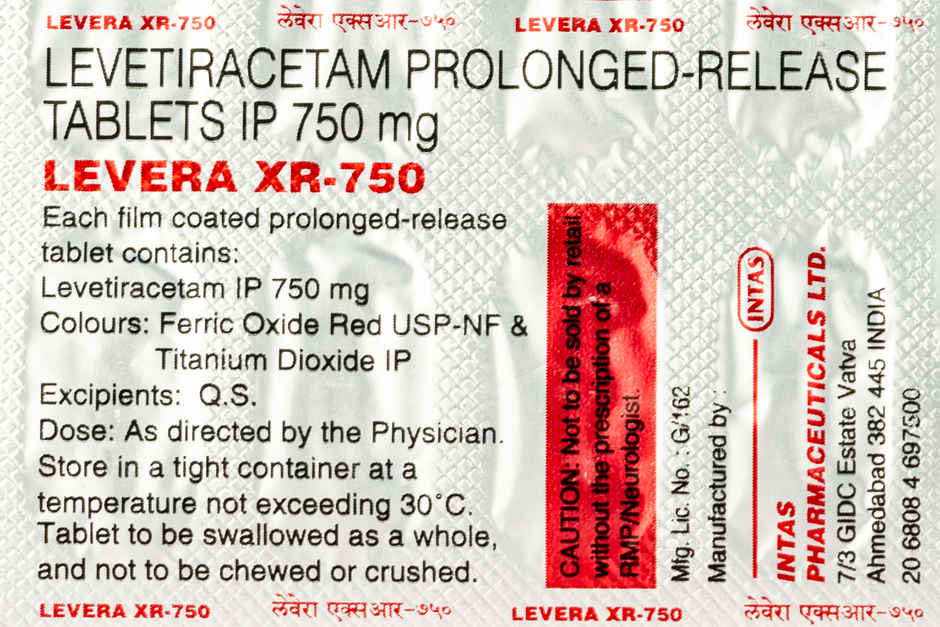 LEVERA XR-750 लेवेरा एक्सआर-७५० LEVERA XR-750 लेवेरा एक्सआर-७५०
LEVETIRACETAM PROLONGED-RELEASE
TABLETS IP 750 mg
LEVERA XR-750
Each film coated prolonged-release
tablet contains:
Levetiracetam IP 750 mg
Colours: Ferric Oxide Red USP-NF &
Titanium Dioxide IP
Excipients: Q.S.
Dose: As directed by the Physician.
Store in a tight container at a
temperature not exceeding 30°C.
Tablet to be swallowed as a whole,
and not to be chewed or crushed.
CAUTION: Not to be sold by retail
without the prescription of a
RMP/Neurologist.
Mfg. Lic. No. : G/162
Manufactured by :
INTAS
INTAS
PHARMACEUTICALS LTD.
7/3 GIDC Estate Vatva
Ahmedabad 382 445 INDIA
20 6808 4 697500
LEVERA XR-750 लेवेरा एक्सआर-७५० LEVERA XR-750 लेवेरा एक्सआर-७५०